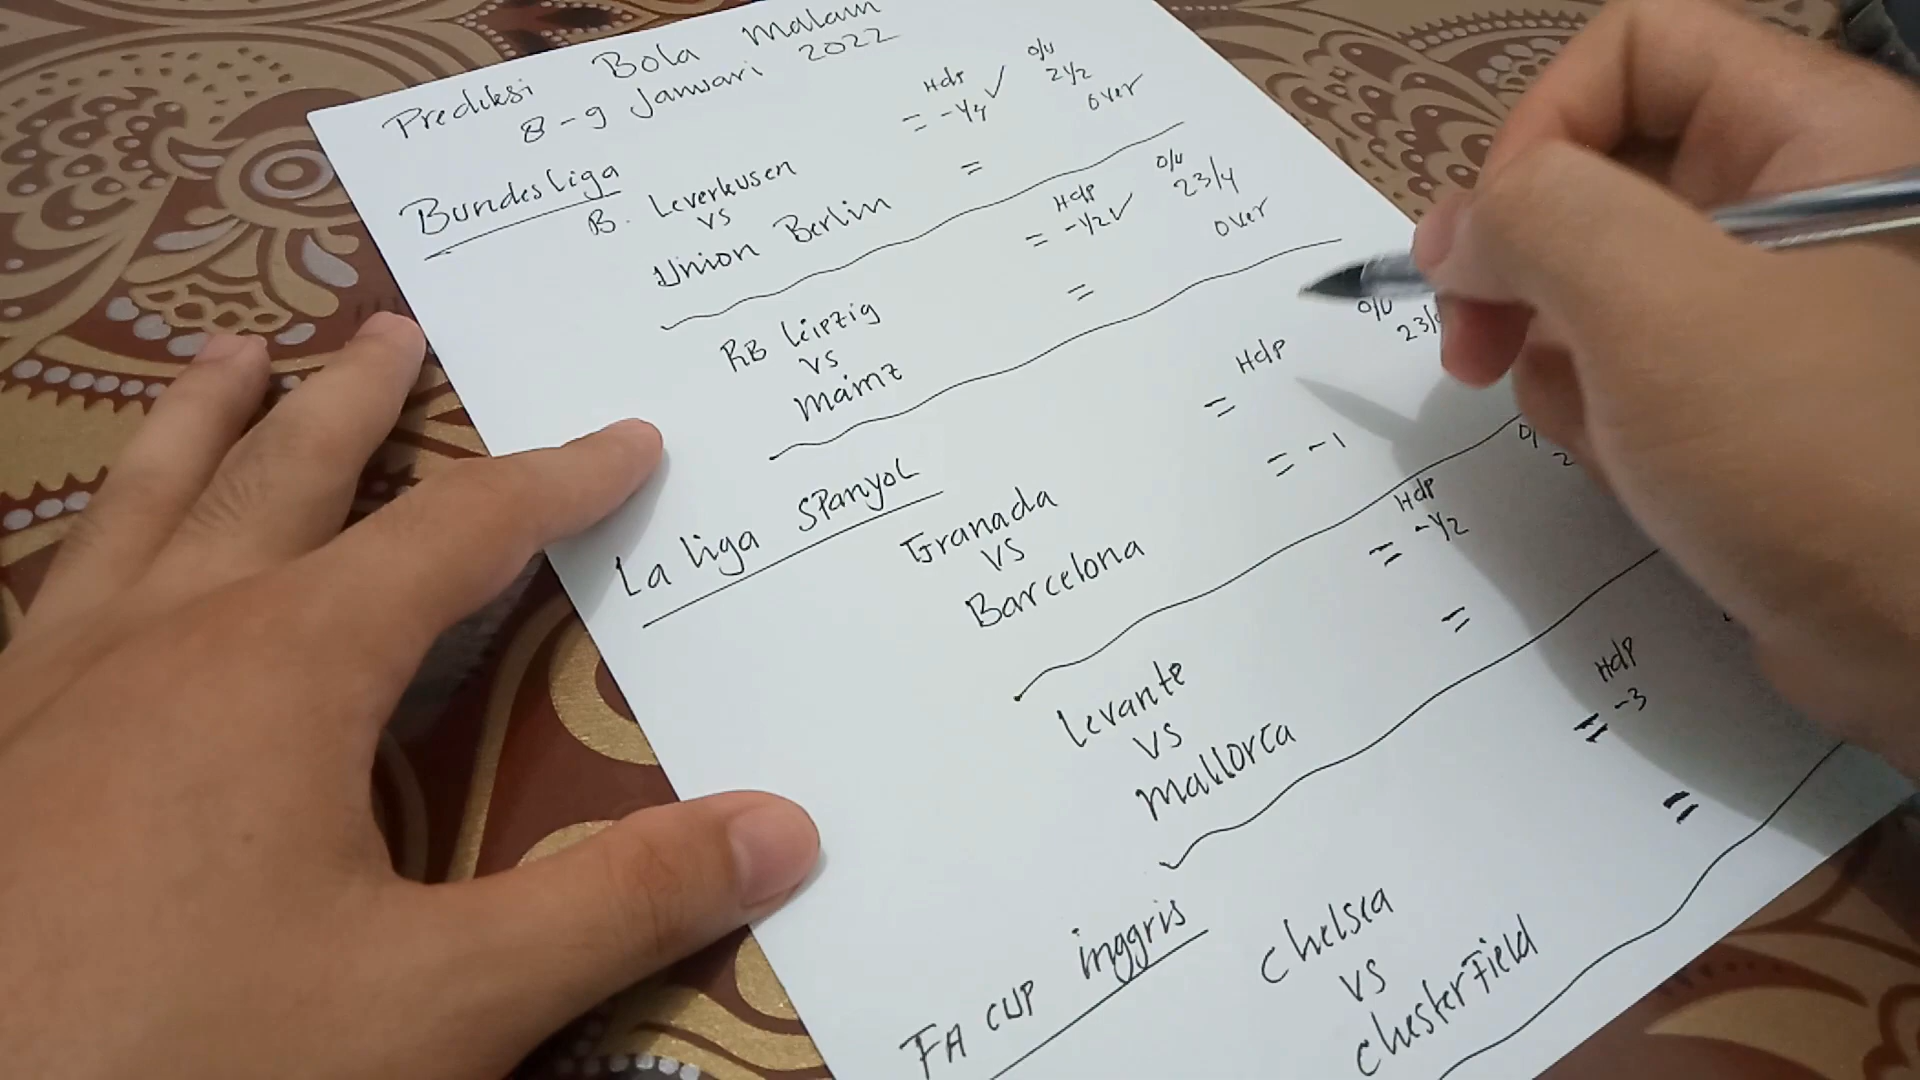 Prediksi Bola Malam
8-9 Januari 2022
Bundesliga
B. Leverkusen = -1/4 ✓
Hdp O/U
2 1/2
over
vs
Union Berlin =
Hdp O/U
RB Leipzig = -1/2 ✓ 2 3/4
over
vs
Mainz =
La liga Spanyol
Hdp O/U
2 3/
Granada =
vs
Barcelona = -1
Hdp
Levante = -1/2
vs
Mallorca =
FA CUP inggris
Hdp
Chelsea = -3
vs
Chesterfield =